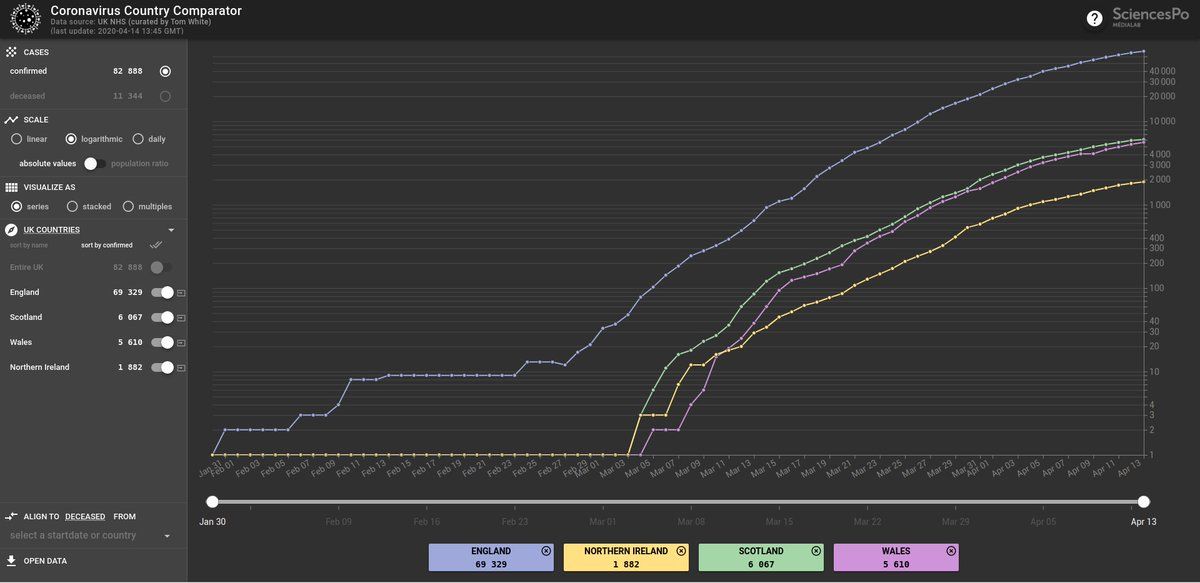 Coronavirus Country Comparator
Data source: UK NHS (curated by Tom White)
(last update: 2020-04-14 13:45 GMT)
?
SciencesPo
MÉDIALAB
CASES
confirmed 82 888
deceased 11 344
SCALE
linear logarithmic daily
absolute values population ratio
VISUALIZE AS
series stacked multiples
UK COUNTRIES
sort by name sort by confirmed
Entire UK 82 888
England 69 329
Scotland 6 067
Wales 5 610
Northern Ireland 1 882
ALIGN TO DECEASED FROM
select a startdate or country
OPEN DATA
40 000
30 000
20 000
10 000
4 000
3 000
2 000
1 000
400
300
200
100
40
30
20
10
4
3
2
1
Jan 31 Feb 01 Feb 03 Feb 05 Feb 07 Feb 09 Feb 11 Feb 13 Feb 15 Feb 17 Feb 19 Feb 21 Feb 23 Feb 25 Feb 27 Feb 29 Mar 01 Mar 03 Mar 05 Mar 07 Mar 09 Mar 11 Mar 13 Mar 15 Mar 17 Mar 19 Mar 21 Mar 23 Mar 25 Mar 27 Mar 29 Mar 31 Apr 01 Apr 03 Apr 05 Apr 07 Apr 09 Apr 11 Apr 13
Jan 30 Feb 09 Feb 16 Feb 23 Mar 01 Mar 08 Mar 15 Mar 22 Mar 29 Apr 05 Apr 13
ENGLAND
69 329
NORTHERN IRELAND
1 882
SCOTLAND
6 067
WALES
5 610